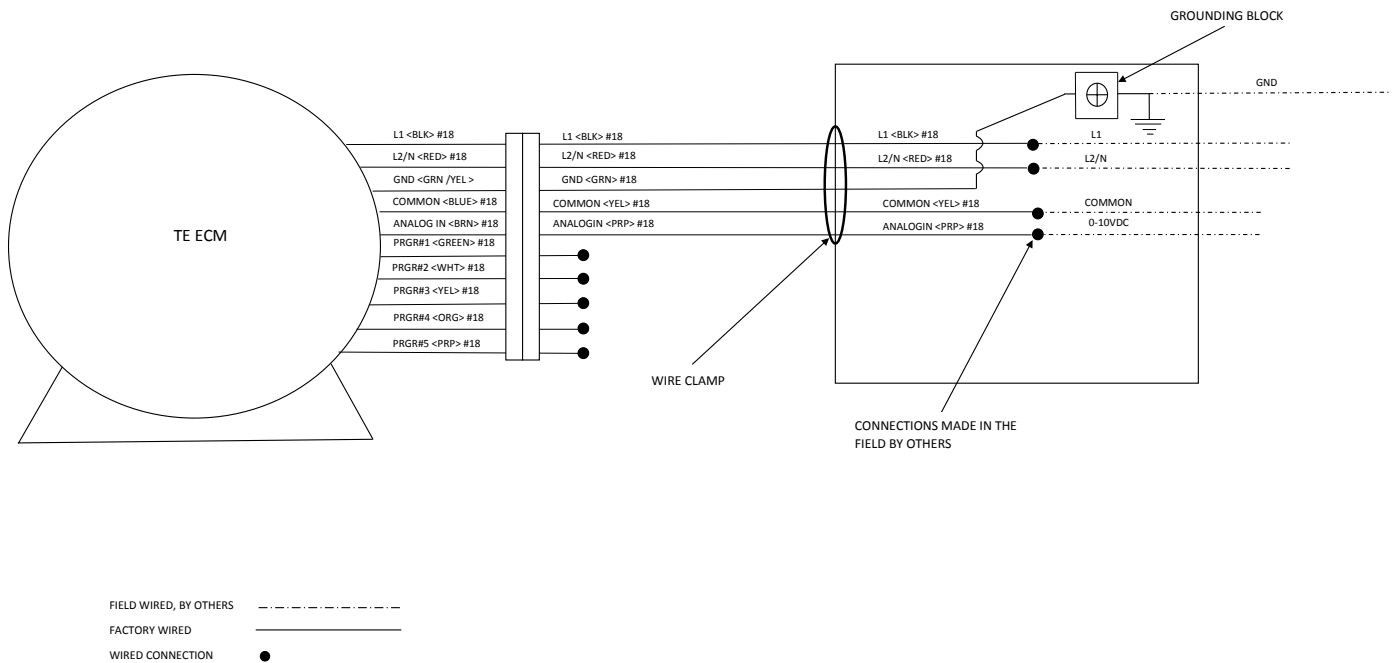 GROUNDING BLOCK
GND
L1 <BLK> #18
L1 <BLK> #18
L1 <BLK> #18
L1
L2/N <RED> #18
L2/N <RED> #18
L2/N <RED> #18
L2/N
GND <GRN /YEL >
GND <GRN> #18
COMMON <BLUE> #18
COMMON <YEL> #18
COMMON <YEL> #18
COMMON
ANALOG IN <BRN> #18
ANALOGIN <PRP> #18
ANALOGIN <PRP> #18
0-10VDC
TE ECM
PRGR#1 <GREEN> #18
PRGR#2 <WHT> #18
PRGR#3 <YEL> #18
PRGR#4 <ORG> #18
PRGR#5 <PRP> #18
WIRE CLAMP
CONNECTIONS MADE IN THE
FIELD BY OTHERS
FIELD WIRED, BY OTHERS
FACTORY WIRED
WIRED CONNECTION